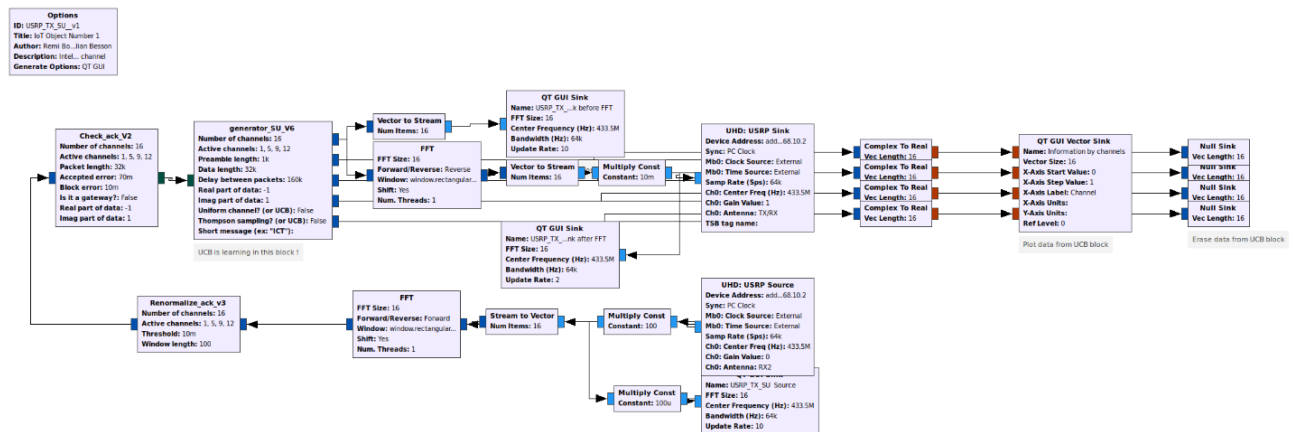 Options
ID: USRP_TX_SU__v1
Title: IoT Object Number 1
Author: Remi Bo...lian Besson
Description: Intel... channel
Generate Options: QT GUI
Check_ack_V2
Number of channels: 16
Active channels: 1, 5, 9, 12
Packet length: 32k
Accepted error: 70m
Block error: 10m
Is it a gateway?: False
Real part of data: -1
Imag part of data: 1
generator_SU_V6
Number of channels: 16
Active channels: 1, 5, 9, 12
Preamble length: 1k
Data length: 32k
Delay between packets: 160k
Real part of data: -1
Imag part of data: 1
Uniform channel? (or UCB): False
Thompson sampling? (or UCB): False
Short message (ex: "ICT"):
UCB is learning in this block !
Vector to Stream
Num Items: 16
FFT
FFT Size: 16
Forward/Reverse: Reverse
Window: window.rectangular...
Shift: Yes
Num. Threads: 1
QT GUI Sink
Name: USRP_TX_...k before FFT
FFT Size: 16
Center Frequency (Hz): 433.5M
Bandwidth (Hz): 64k
Update Rate: 10
Vector to Stream
Num Items: 16
Multiply Const
Constant: 10m
QT GUI Sink
Name: USRP_TX_...nk after FFT
FFT Size: 16
Center Frequency (Hz): 433.5M
Bandwidth (Hz): 64k
Update Rate: 2
UHD: USRP Sink
Device Address: add...68.10.2
Sync: PC Clock
Mb0: Clock Source: External
Mb0: Time Source: External
Samp Rate (Sps): 64k
Ch0: Center Freq (Hz): 433.5M
Ch0: Gain Value: 1
Ch0: Antenna: TX/RX
TSB tag name:
Complex To Real
Vec Length: 16
Complex To Real
Vec Length: 16
Complex To Real
Vec Length: 16
Complex To Real
Vec Length: 16
QT GUI Vector Sink
Name: Information by channels
Vector Size: 16
X-Axis Start Value: 0
X-Axis Step Value: 1
X-Axis Label: Channel
X-Axis Units:
Y-Axis Units:
Ref Level: 0
Plot data from UCB block
Null Sink
Vec Length: 16
Vec Length: 16
Null Sink
Vec Length: 16
Null Sink
Vec Length: 16
Erase data from UCB block
Renormalize_ack_v3
Number of channels: 16
Active channels: 1, 5, 9, 12
Threshold: 10m
Window length: 100
FFT
FFT Size: 16
Forward/Reverse: Forward
Window: window.rectangular...
Shift: Yes
Num. Threads: 1
Stream to Vector
Num Items: 16
Multiply Const
Constant: 100
UHD: USRP Source
Device Address: add...68.10.2
Sync: PC Clock
Mb0: Clock Source: External
Mb0: Time Source: External
Samp Rate (Sps): 64k
Ch0: Center Freq (Hz): 433.5M
Ch0: Gain Value: 0
Ch0: Antenna: RX2
Multiply Const
Constant: 100u
Name: USRP_TX_SU Source
FFT Size: 16
Center Frequency (Hz): 433.5M
Bandwidth (Hz): 64k
Update Rate: 10